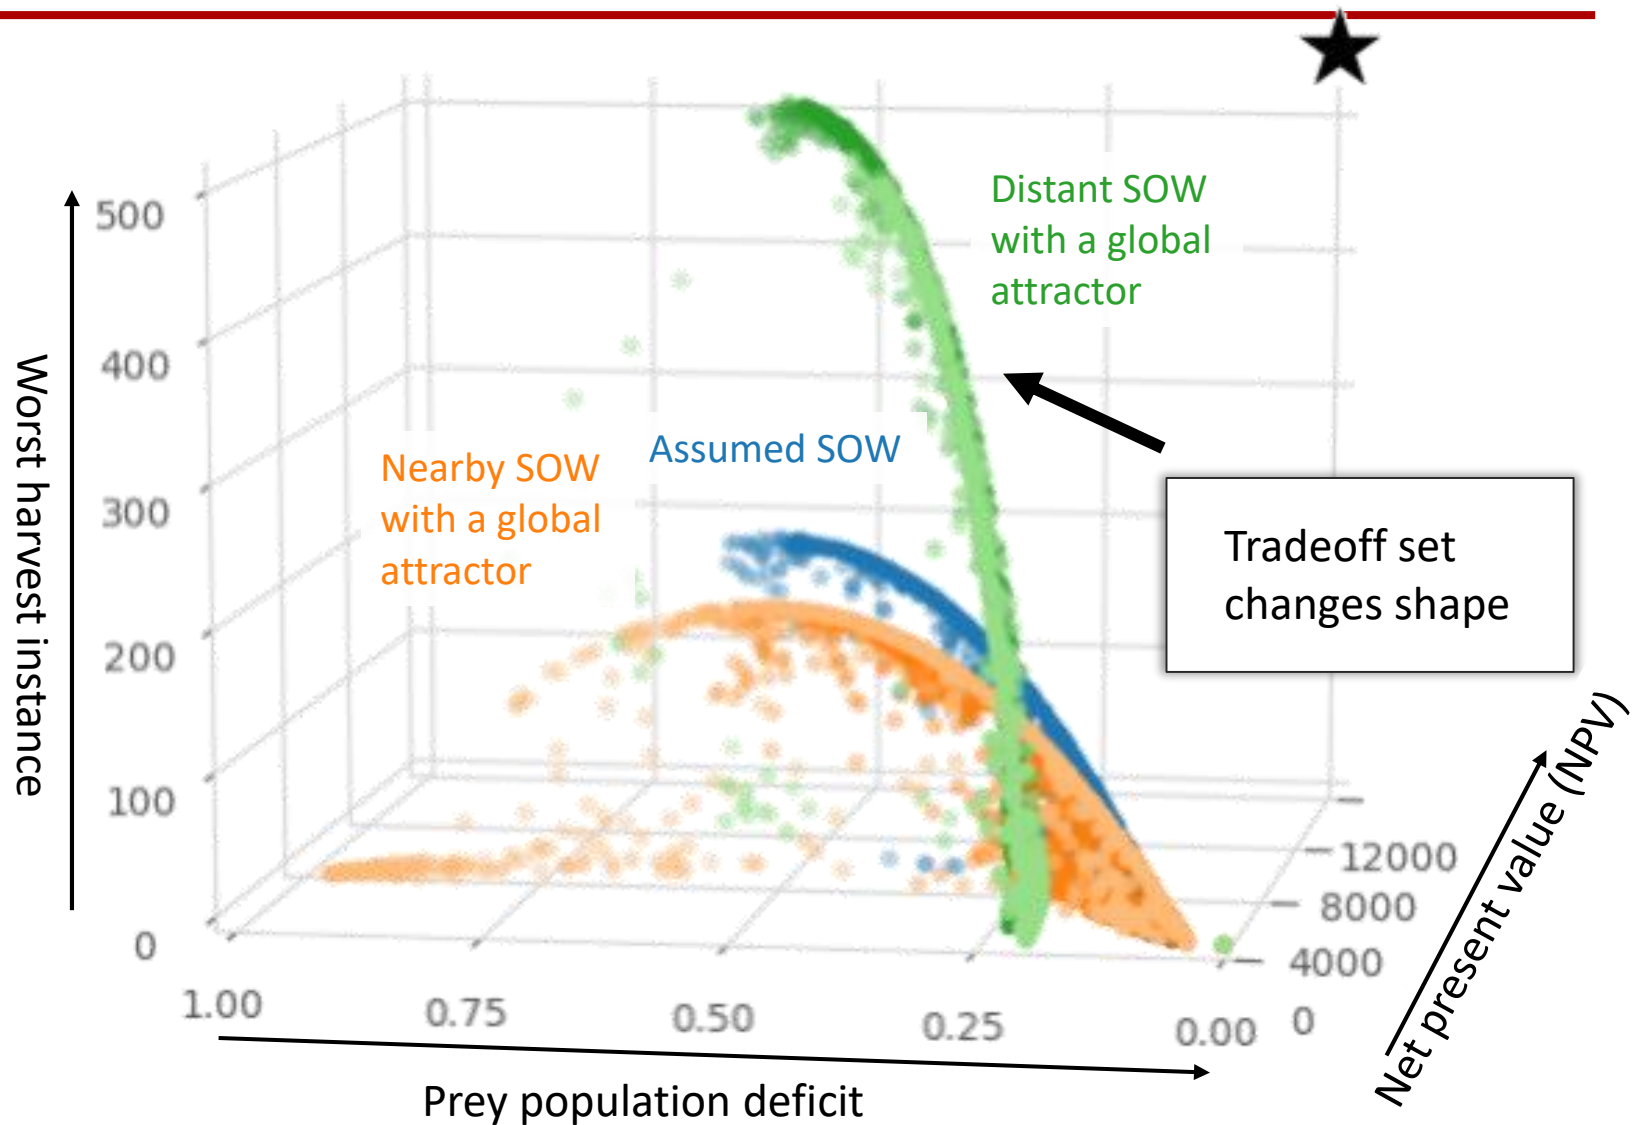 Worst harvest instance
500
400
300
200
100
0
Distant SOW
with a global
attractor
Assumed SOW
Nearby SOW
with a global
attractor
Tradeoff set
changes shape
1.00
0.75
0.50
0.25
0.00
Prey population deficit
0
4000
8000
12000
Net present value (NPV)